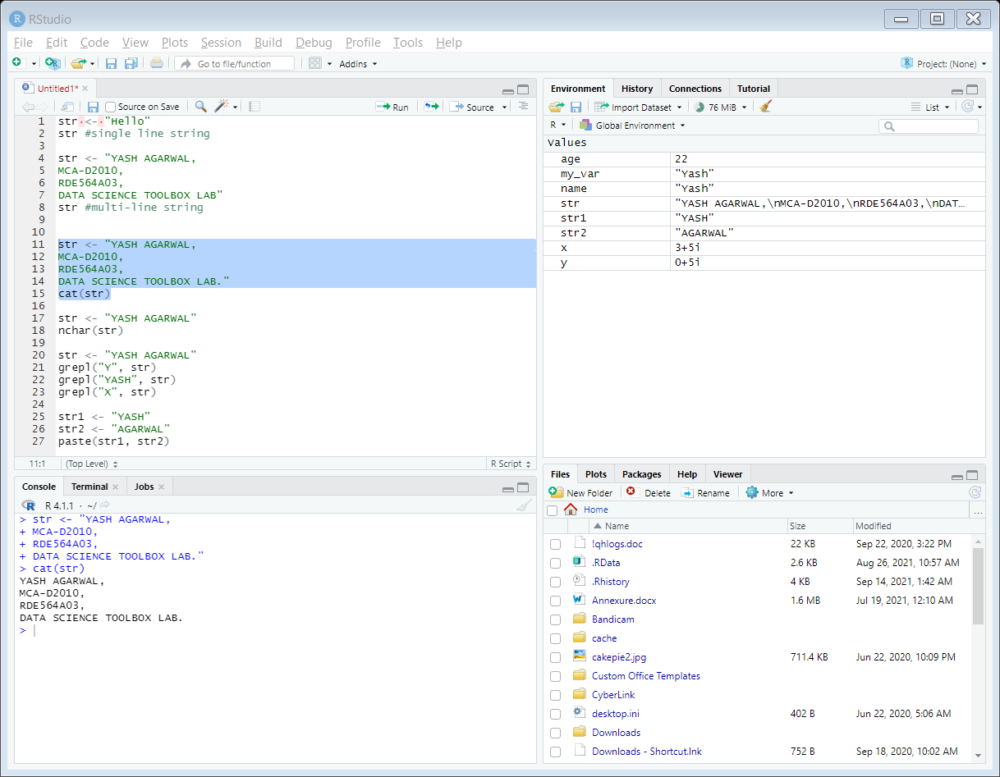 RStudio
File Edit Code View Plots Session Build Debug Profile Tools Help
Go to file/function Addins Project: (None)
Untitled1*
Source on Save Run Source
1 str <- "Hello"
2 str #single line string
3
4 str <- "YASH AGARWAL,
5 MCA-D2010,
6 RDE564A03,
7 DATA SCIENCE TOOLBOX LAB"
8 str #multi-line string
9
10
11 str <- "YASH AGARWAL,
12 MCA-D2010,
13 RDE564A03,
14 DATA SCIENCE TOOLBOX LAB."
15 cat(str)
16
17 str <- "YASH AGARWAL"
18 nchar(str)
19
20 str <- "YASH AGARWAL"
21 grepl("Y", str)
22 grepl("YASH", str)
23 grepl("X", str)
24
25 str1 <- "YASH"
26 str2 <- "AGARWAL"
27 paste(str1, str2)
11:1 (Top Level) R Script
Console Terminal Jobs
R 4.1.1 · ~/
> str <- "YASH AGARWAL,
+ MCA-D2010,
+ RDE564A03,
+ DATA SCIENCE TOOLBOX LAB."
> cat(str)
YASH AGARWAL,
MCA-D2010,
RDE564A03,
DATA SCIENCE TOOLBOX LAB.
>
Environment History Connections Tutorial
Import Dataset 76 MiB List
R Global Environment
Values
age 22
my_var "Yash"
name "Yash"
str "YASH AGARWAL,\nMCA-D2010,\nRDE564A03,\nDAT…
str1 "YASH"
str2 "AGARWAL"
x 3+5i
y 0+5i
Files Plots Packages Help Viewer
New Folder Delete Rename More
Home ...
Name Size Modified
!qhlogs.doc 22 KB Sep 22, 2020, 3:22 PM
.RData 2.6 KB Aug 26, 2021, 10:57 AM
.Rhistory 4 KB Sep 14, 2021, 1:42 AM
Annexure.docx 1.6 MB Jul 19, 2021, 12:10 AM
Bandicam
cache
cakepie2.jpg 711.4 KB Jun 22, 2020, 10:09 PM
Custom Office Templates
CyberLink
desktop.ini 402 B Jun 22, 2020, 5:06 AM
Downloads
Downloads - Shortcut.lnk 752 B Sep 18, 2020, 10:02 AM